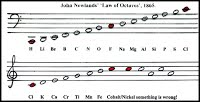 John Newlands' 'Law of Octaves', 1865.
H Li Be B C N O F Na Mg Al Si P S Cl
Cl K Ca Cr Ti Mn Fe Cobalt/Nickel something is wrong!